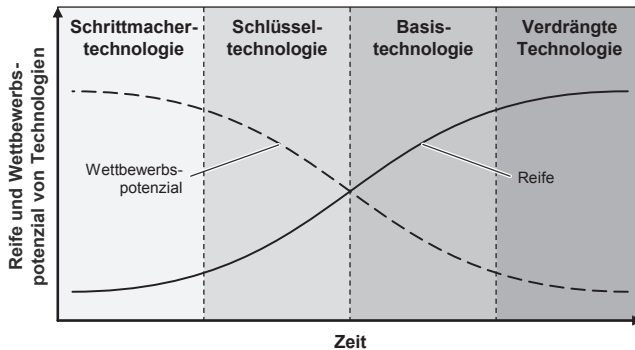 Schrittmacher-
technologie
Schlüssel-
technologie
Basis-
technologie
Verdrängte
Technologie
Reife und Wettbewerbs-
potenzial von Technologien
Wettbewerbs-
potenzial
Reife
Zeit